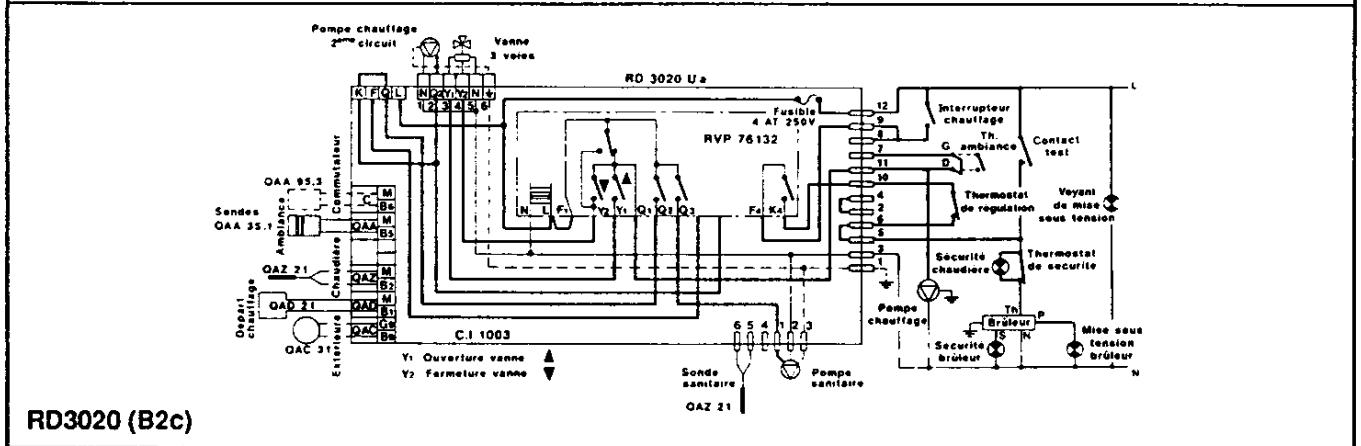 Pompe chauffage
2ème circuit
Vanne
3 voies
RD 3020 Ua
K F Q L N Q2 Y1 Y2 N
1 2 3 4 5 6
Fusible
4 AT 250V
RVP 76132
12
9
8
7
11
10
4
2
6
5
3
1
L
Interrupteur
chauffage
Th.
ambiance
G
D
Contact
test
Thermostat
de régulation
Voyant
de mise
sous tension
Commutateur
QAA 95.3
C
M
B6
Sondes
QAA 35.1
Ambiance
QAA
M
B5
N L F1 Y2 Y1 Q1 Q2 Q3 F4 K4
Chaudière
QAZ 21
QAZ
M
B2
Départ
chauffage
QAD 21
QAD
M
B1
Extérieure
QAC 31
QAC
B9
C.I 1003
Y1 Ouverture vanne
Y2 Fermeture vanne
6 5 4 1 2 3
Sonde
sanitaire
QAZ 21
Pompe
sanitaire
Pompe
chauffage
Sécurité
chaudière
Thermostat
de securite
Th
Brûleur
P
S N
Securité
brûleur
Mise sous
tension
brûleur
N
RD3020 (B2c)